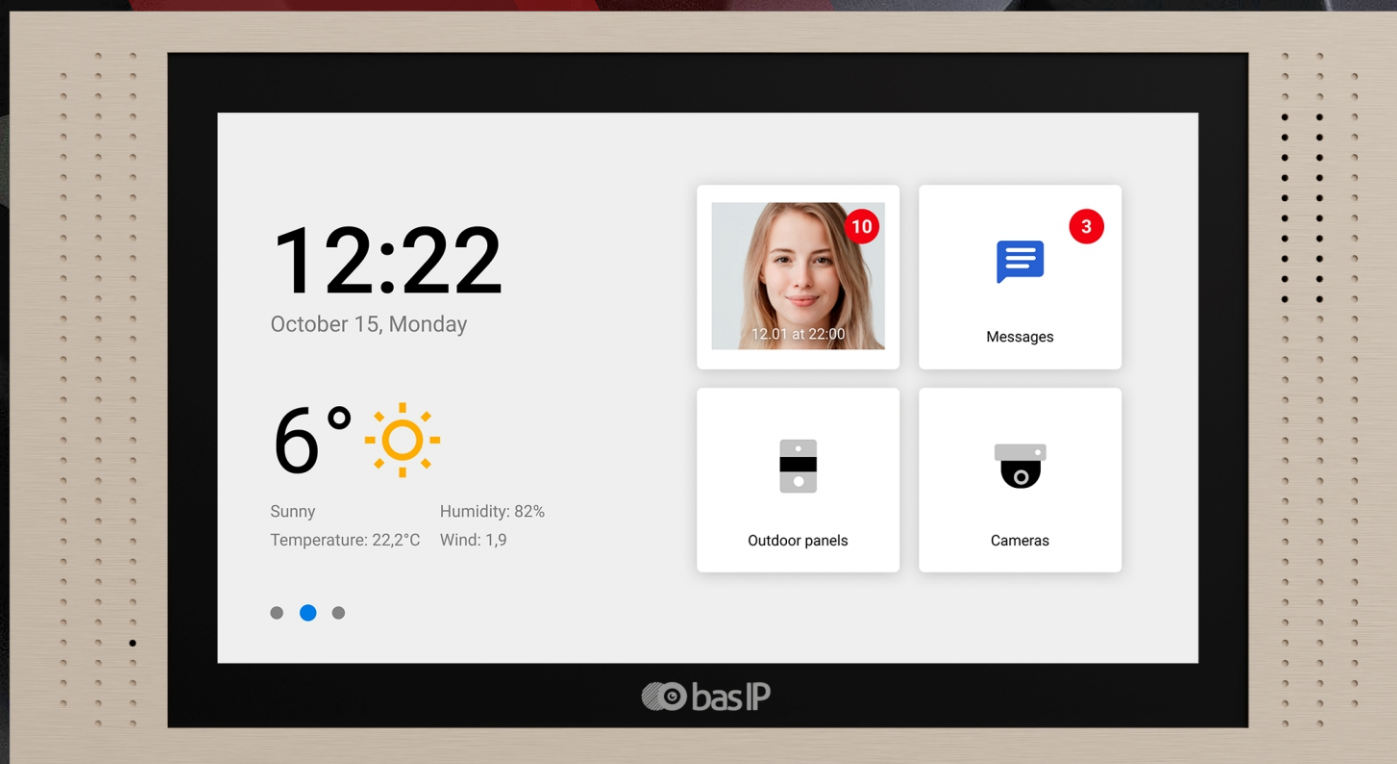 12:22
October 15, Monday
6°
Sunny
Humidity: 82%
Temperature: 22,2°C
Wind: 1,9
10
12.01 at 22:00
3
Messages
Outdoor panels
Cameras
bas IP